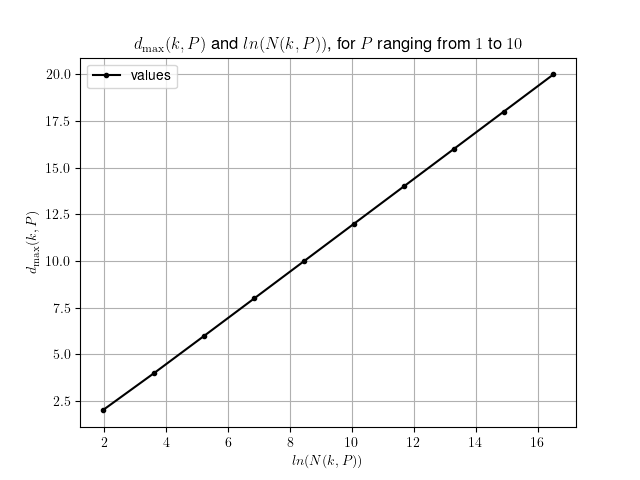 d_max(k, P) and ln(N(k, P)), for P ranging from 1 to 10
values
20.0
17.5
15.0
12.5
10.0
7.5
5.0
2.5
d_max(k, P)
2 4 6 8 10 12 14 16
ln(N(k, P))